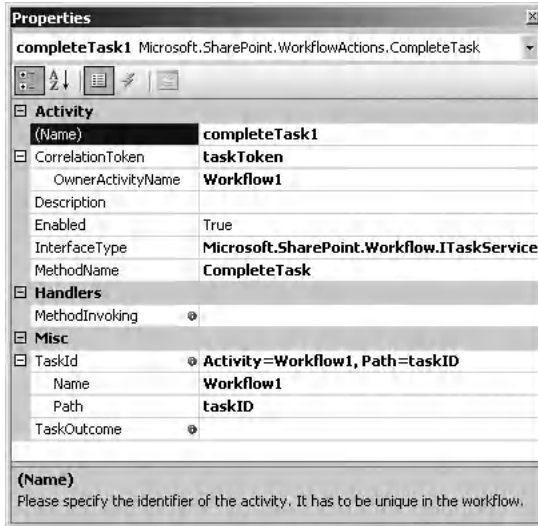 Properties
completeTask1 Microsoft.SharePoint.WorkflowActions.CompleteTask
Activity
(Name) completeTask1
CorrelationToken taskToken
OwnerActivityName Workflow1
Description
Enabled True
InterfaceType Microsoft.SharePoint.Workflow.ITaskService
MethodName CompleteTask
Handlers
MethodInvoking
Misc
TaskId Activity=Workflow1, Path=taskID
Name Workflow1
Path taskID
TaskOutcome
(Name)
Please specify the identifier of the activity. It has to be unique in the workflow.